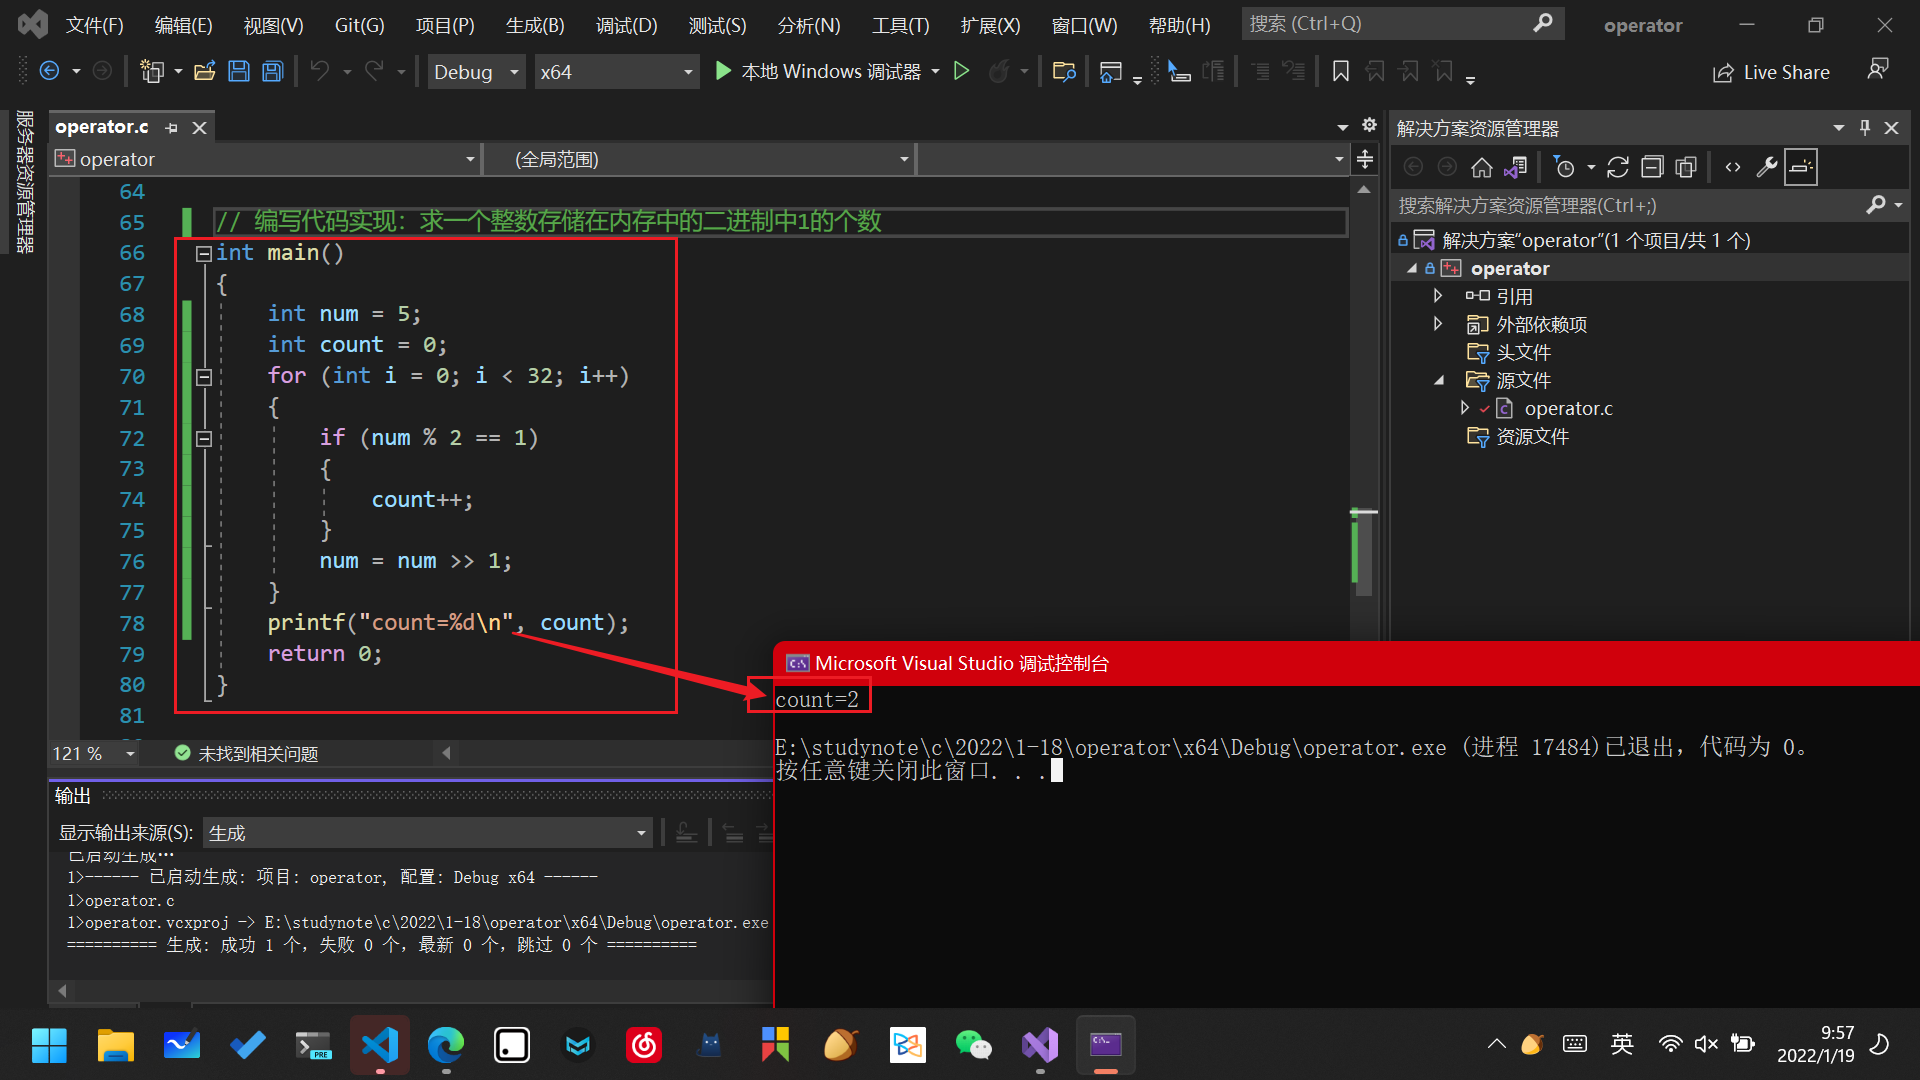 文件(F) 编辑(E) 视图(V) Git(G) 项目(P) 生成(B) 调试(D) 测试(S) 分析(N) 工具(T) 扩展(X) 窗口(W) 帮助(H) 搜索 (Ctrl+Q) operator
Debug x64 本地 Windows 调试器 Live Share
服务器资源管理器
operator.c
operator (全局范围)
64
65 // 编写代码实现：求一个整数存储在内存中的二进制中1的个数
66 int main()
67 {
68 int num = 5;
69 int count = 0;
70 for (int i = 0; i < 32; i++)
71 {
72 if (num % 2 == 1)
73 {
74 count++;
75 }
76 num = num >> 1;
77 }
78 printf("count=%d\n", count);
79 return 0;
80 }
81
121 % 未找到相关问题
输出
显示输出来源(S): 生成
已启动生成…
1>------ 已启动生成: 项目: operator, 配置: Debug x64 ------
1>operator.c
1>operator.vcxproj -> E:\studynote\c\2022\1-18\operator\x64\Debug\operator.exe
========== 生成: 成功 1 个，失败 0 个，最新 0 个，跳过 0 个 ==========
解决方案资源管理器
搜索解决方案资源管理器(Ctrl+;)
解决方案“operator”(1 个项目/共 1 个)
operator
引用
外部依赖项
头文件
源文件
operator.c
资源文件
Microsoft Visual Studio 调试控制台
count=2
E:\studynote\c\2022\1-18\operator\x64\Debug\operator.exe (进程 17484)已退出，代码为 0。
按任意键关闭此窗口. . .
PRE
英
9:57
2022/1/19